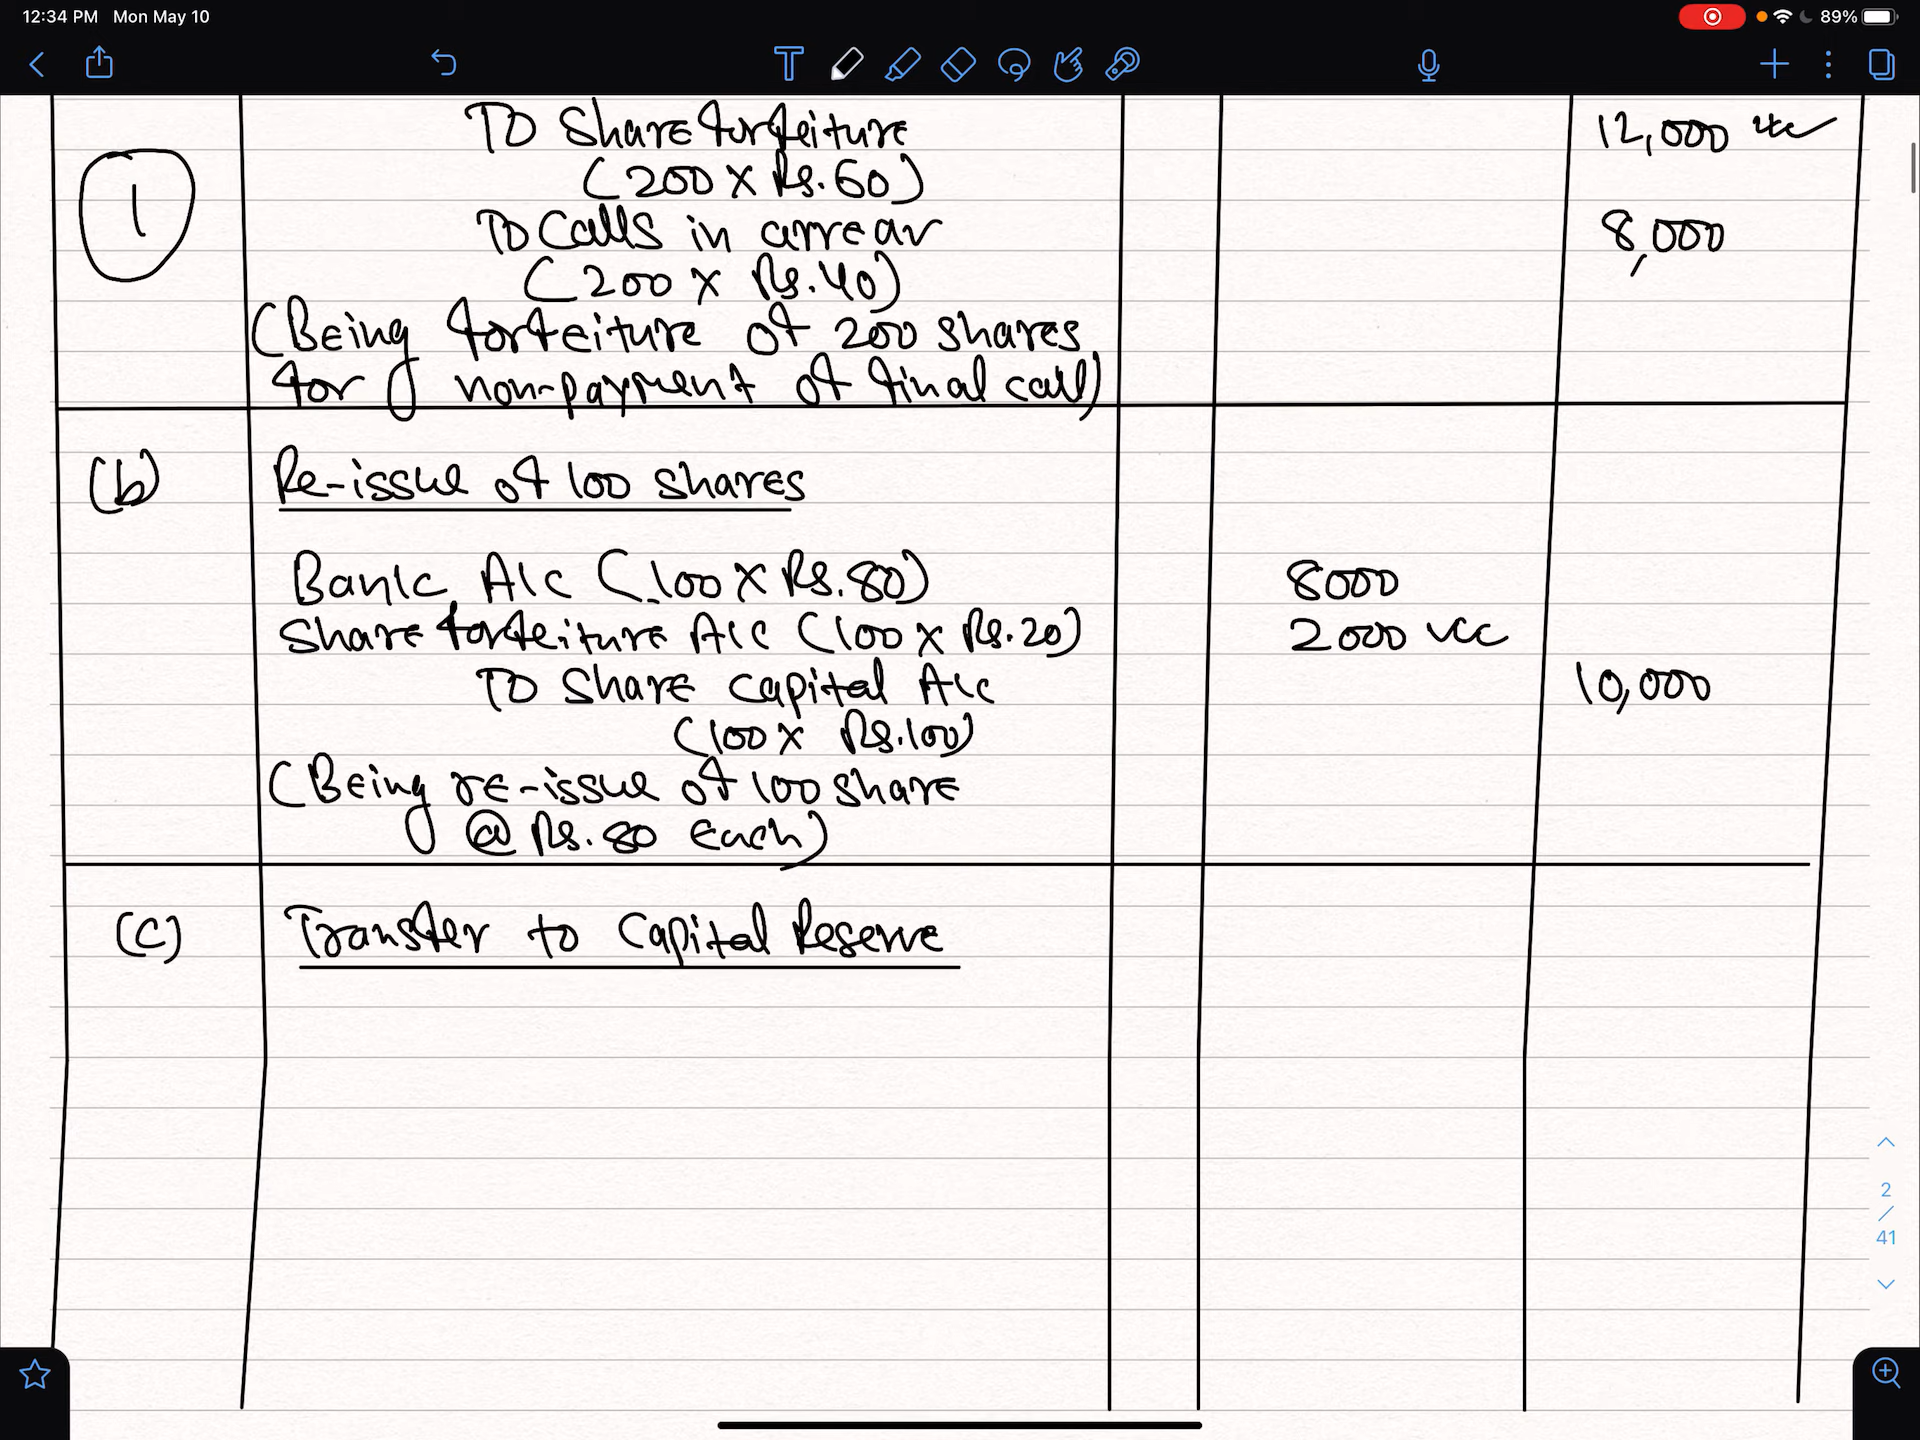 12:34 PM Mon May 10
89%
To Share forfeiture 12,000
(200 x Rs.60)
1
To Calls in arrear 8,000
(200 x Rs.40)
(Being forfeiture of 200 shares
for non-payment of final call)
(b) Re-issue of 100 shares
Bank A/c (100 x Rs.80) 8000
Share forfeiture A/c (100 x Rs.20) 2000
To Share Capital A/c 10,000
(100 x Rs.100)
(Being re-issue of 100 share
@ Rs.80 Each)
(c) Transfer to Capital Reserve
2
/
41